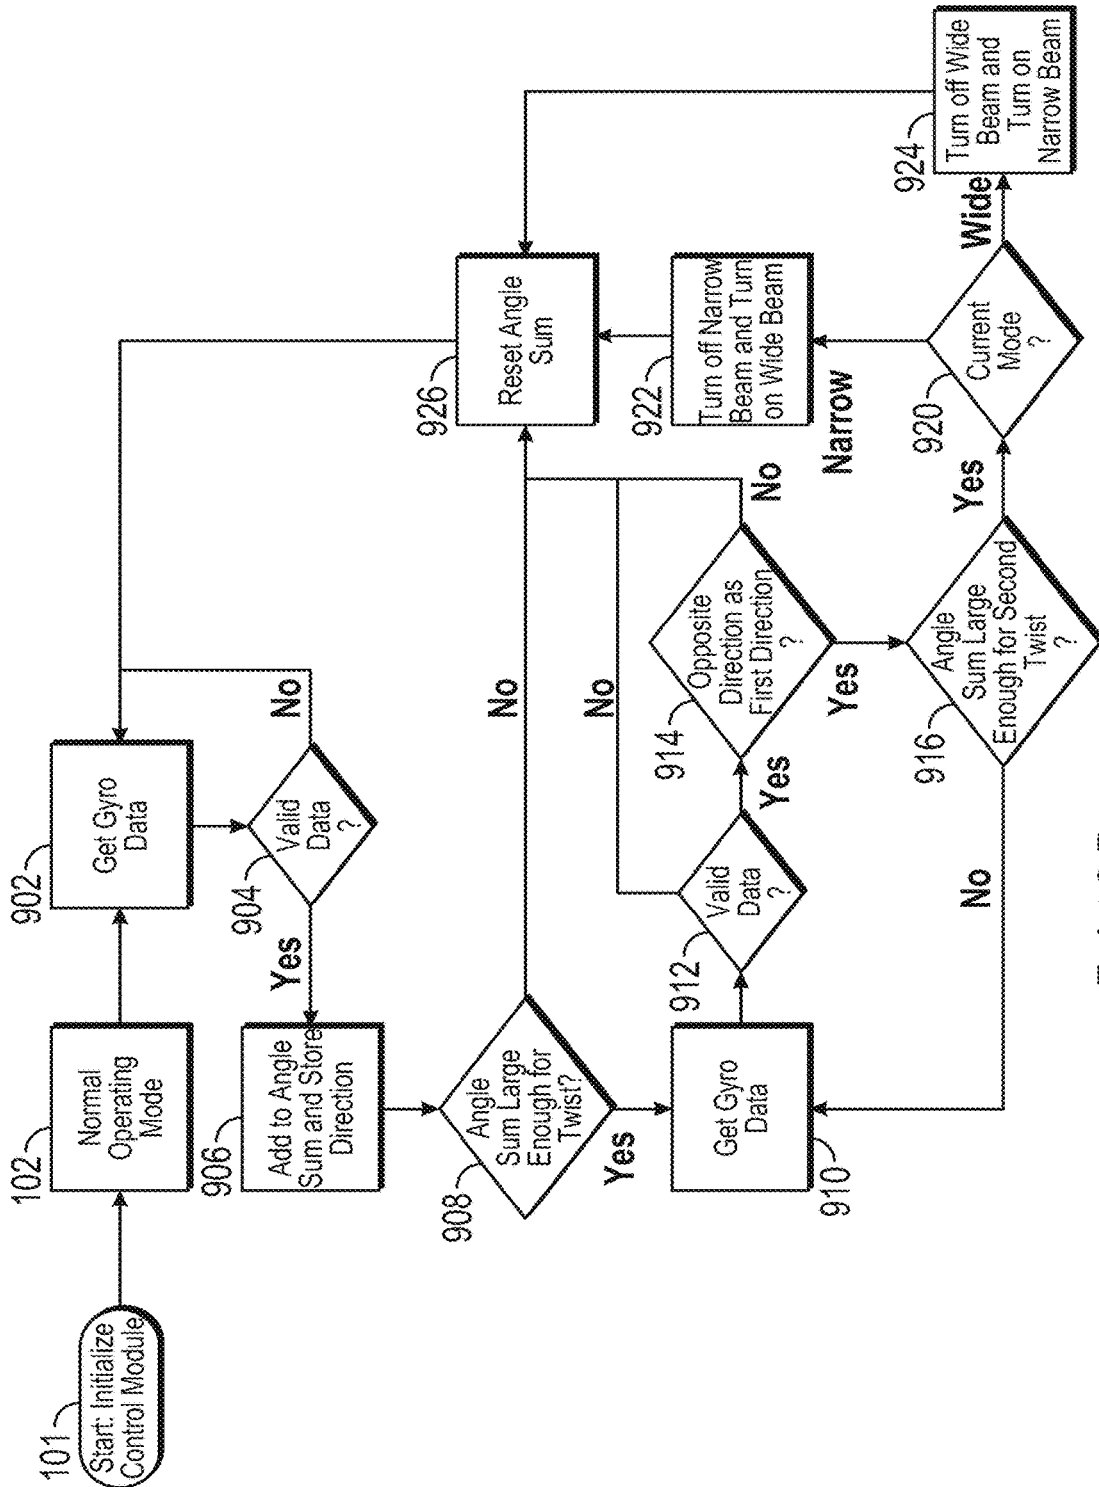 101
Start: Initialize
Control Module
102
Normal
Operating
Mode
902
Get Gyro
Data
904
Valid
Data
?
No
Yes
906
Add to Angle
Sum and Store
Direction
908
Angle
Sum Large
Enough for
Twist?
No
Yes
910
Get Gyro
Data
912
Valid
Data
?
No
Yes
914
Opposite
Direction as
First Direction
?
No
Yes
916
Angle
Sum Large
Enough for Second
Twist
?
No
Yes
920
Current
Mode
?
Narrow
Wide
922
Turn off Narrow
Beam and Turn
on Wide Beam
924
Turn off Wide
Beam and
Turn on
Narrow Beam
926
Reset Angle
Sum